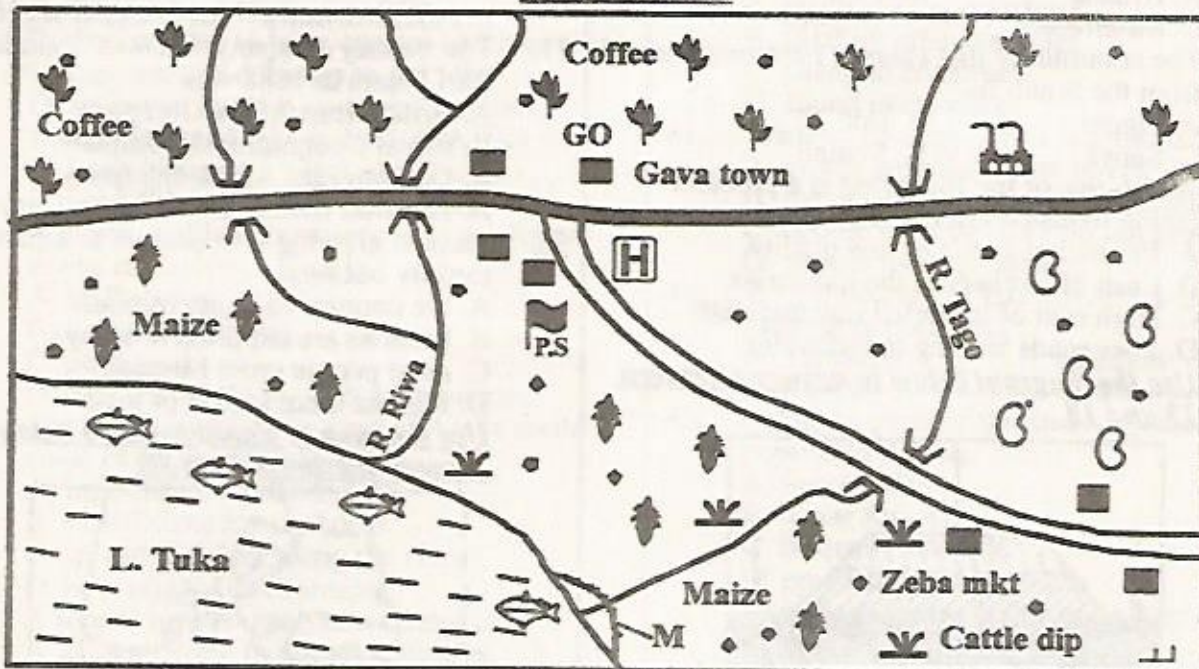 Coffee
Coffee
GO
Gava town
H
Maize
P.S
R. Riwa
R. Tago
L. Tuka
Maize
Zeba mkt
M
Cattle dip